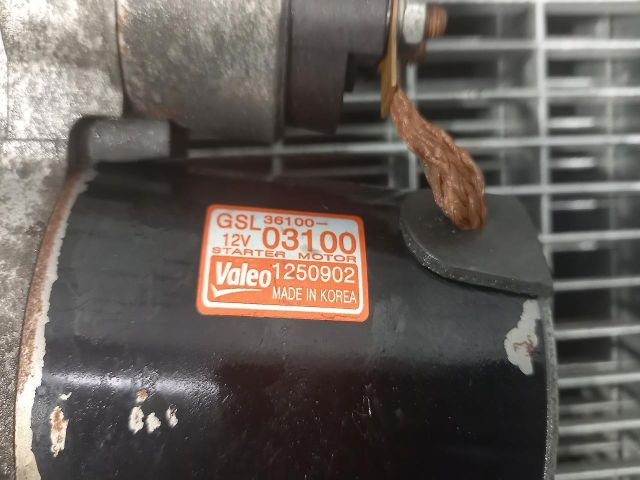 GSL 36100-
12V 03100
STARTER MOTOR
Valeo 1250902
MADE IN KOREA